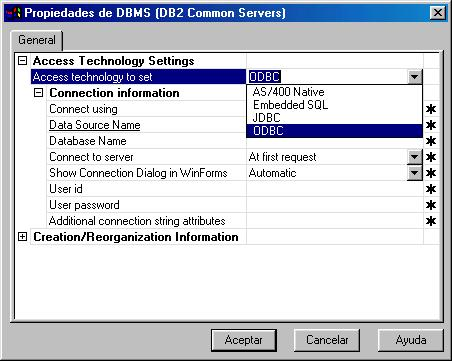 Propiedades de DBMS (DB2 Common Servers)
General
Access Technology Settings
Access technology to set ODBC
AS/400 Native
Embedded SQL
JDBC
ODBC
Connection information
Connect using
Data Source Name
Database Name
Connect to server At first request
Show Connection Dialog in WinForms Automatic
User id
User password
Additional connection string attributes
Creation/Reorganization Information
Aceptar Cancelar Ayuda